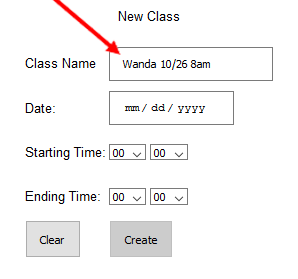 New Class
Class Name Wanda 10/26 8am
Date: mm/dd/yyyy
Starting Time: 00 00
Ending Time: 00 00
Clear Create